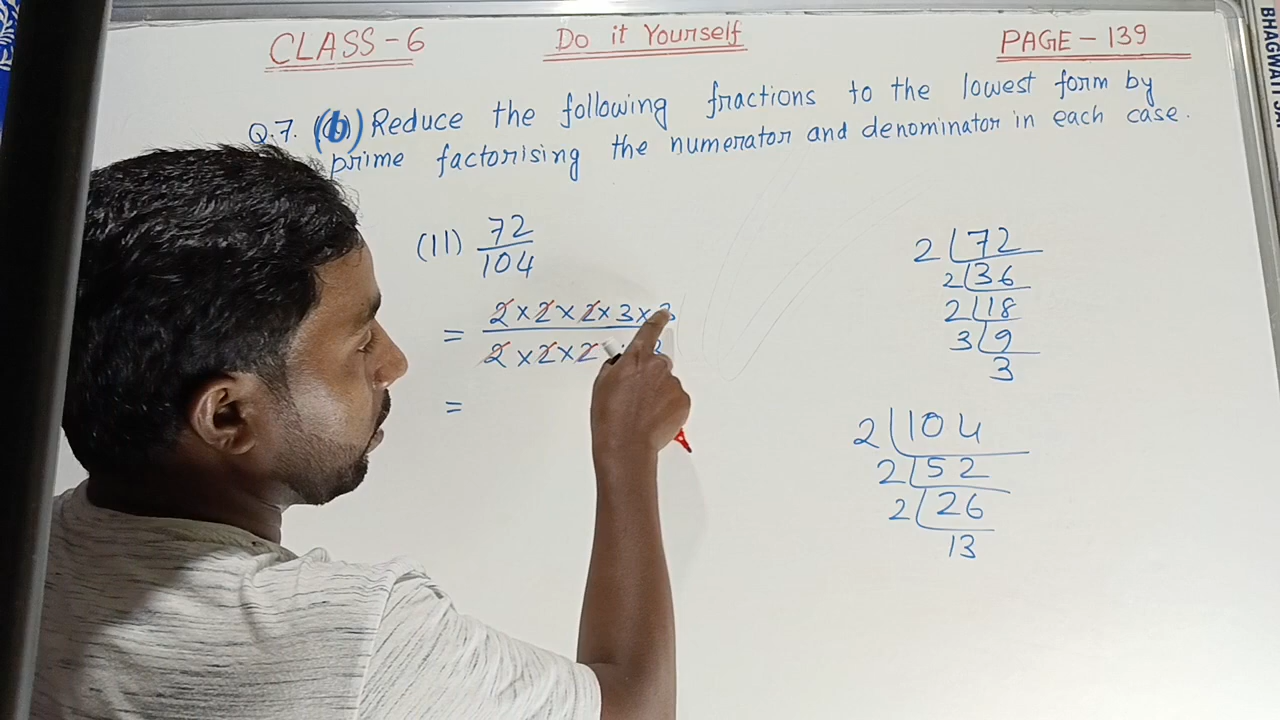 CLASS-6
Do it Yourself
PAGE-139
Q.7. (b) Reduce the following fractions to the lowest form by
prime factorising the numerator and denominator in each case.
(11) 72
104
= 2×2×2×3×3
2×2×2
=
2 72
2 36
2 18
3 9
3
2 104
2 52
2 26
13